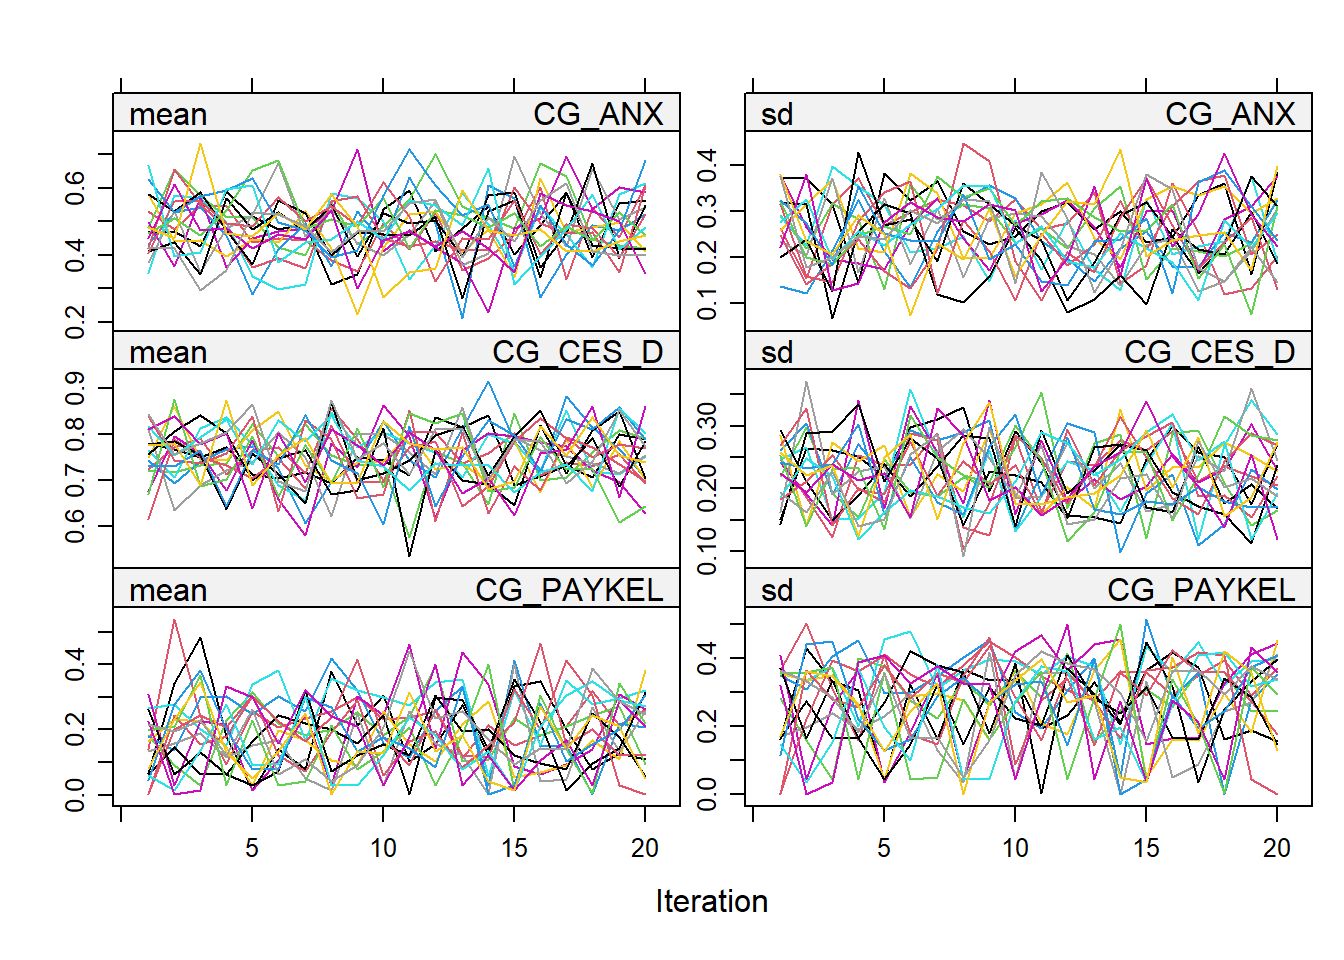 mean CG_ANX
sd CG_ANX
0.2 0.4 0.6
0.1 0.2 0.3 0.4
mean CG_CES_D
sd CG_CES_D
0.6 0.7 0.8 0.9
0.10 0.20 0.30
mean CG_PAYKEL
sd CG_PAYKEL
0.0 0.2 0.4
0.0 0.2 0.4
5 10 15 20
5 10 15 20
Iteration